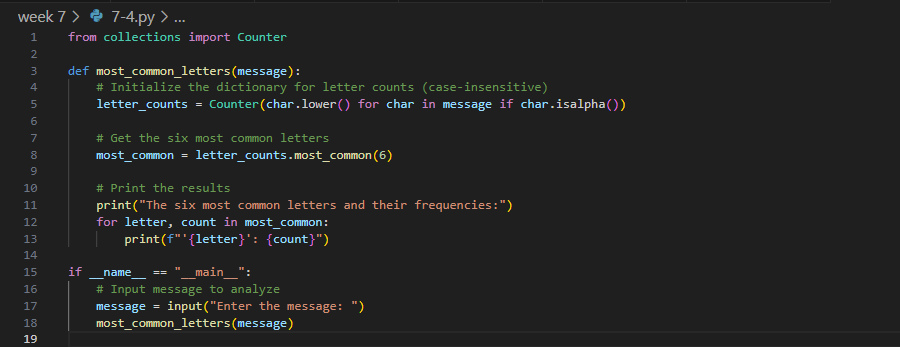 week 7 > 7-4.py > ...
1 from collections import Counter
2
3 def most_common_letters(message):
4     # Initialize the dictionary for letter counts (case-insensitive)
5     letter_counts = Counter(char.lower() for char in message if char.isalpha())
6
7     # Get the six most common letters
8     most_common = letter_counts.most_common(6)
9
10     # Print the results
11     print("The six most common letters and their frequencies:")
12     for letter, count in most_common:
13         print(f"'{letter}': {count}")
14
15 if __name__ == "__main__":
16     # Input message to analyze
17     message = input("Enter the message: ")
18     most_common_letters(message)
19